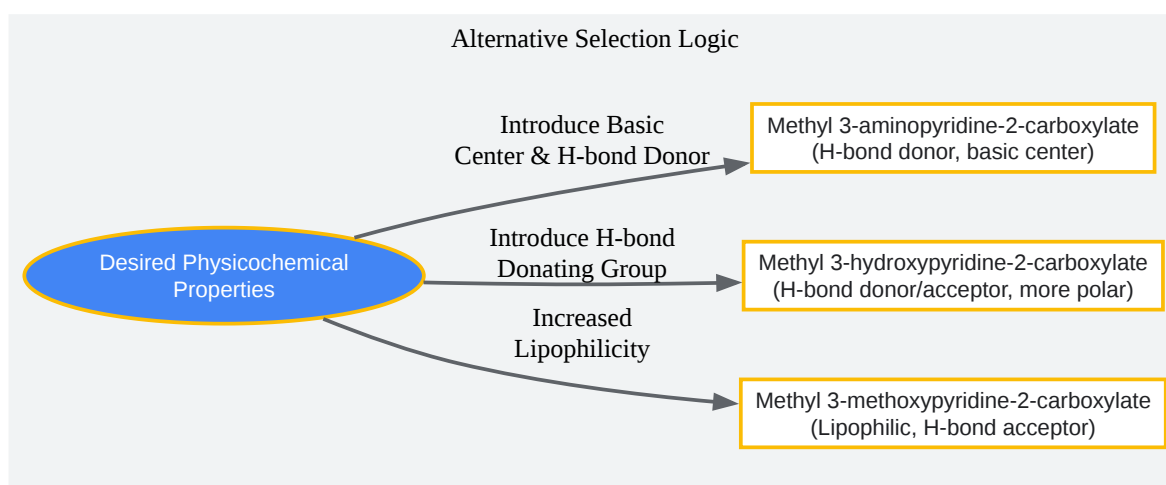 Alternative Selection Logic
Introduce Basic
Center & H-bond Donor
Methyl 3-aminopyridine-2-carboxylate
(H-bond donor, basic center)
Desired Physicochemical
Properties
Introduce H-bond
Donating Group
Methyl 3-hydroxypyridine-2-carboxylate
(H-bond donor/acceptor, more polar)
Increased
Lipophilicity
Methyl 3-methoxypyridine-2-carboxylate
(Lipophilic, H-bond acceptor)